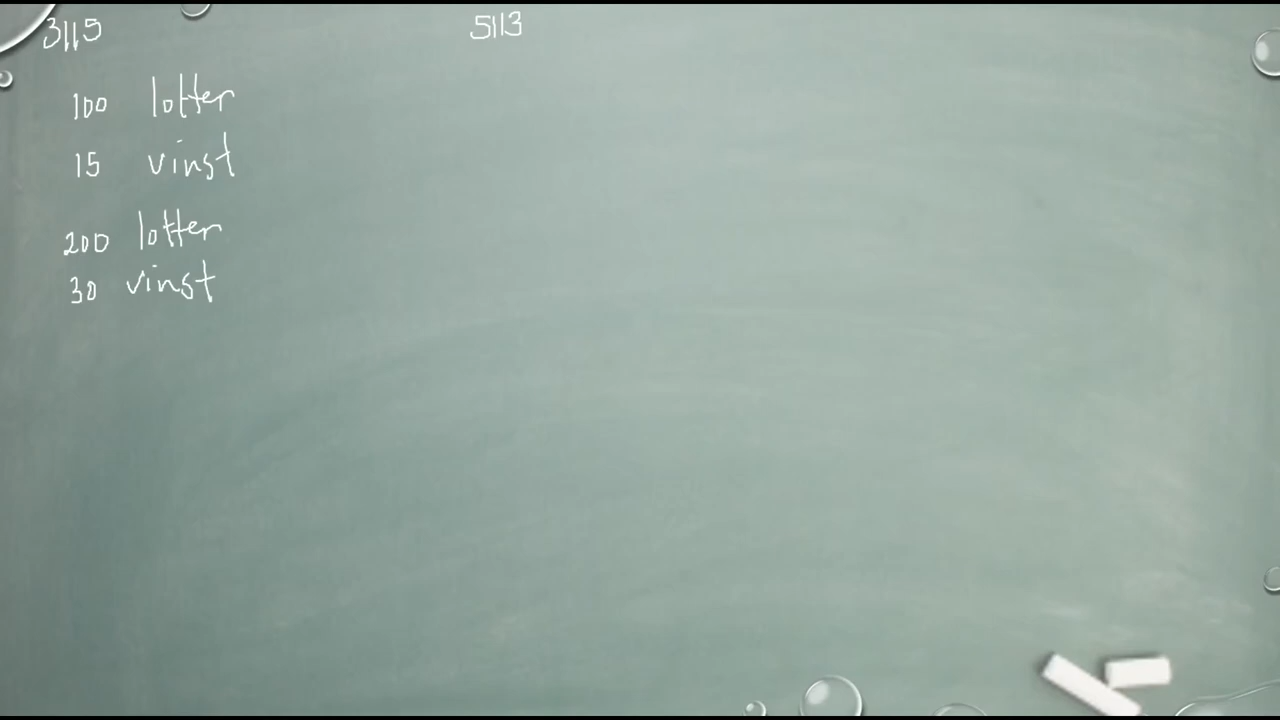 3115
5113
100 lotter
15 vinst
200 lotter
30 vinst